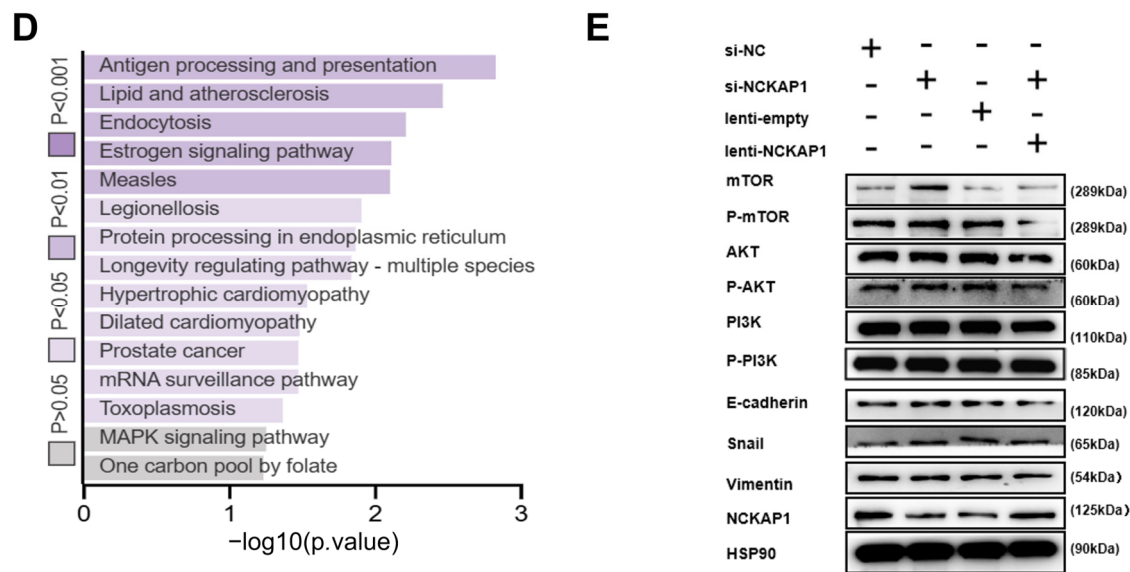 D
P<0.001
P<0.01
P<0.05
P>0.05
Antigen processing and presentation
Lipid and atherosclerosis
Endocytosis
Estrogen signaling pathway
Measles
Legionellosis
Protein processing in endoplasmic reticulum
Longevity regulating pathway - multiple species
Hypertrophic cardiomyopathy
Dilated cardiomyopathy
Prostate cancer
mRNA surveillance pathway
Toxoplasmosis
MAPK signaling pathway
One carbon pool by folate
0 1 2 3
−log10(p.value)
E
si-NC + - - -
si-NCKAP1 - + - +
lenti-empty - - + -
lenti-NCKAP1 - - - +
mTOR (289kDa)
P-mTOR (289kDa)
AKT (60kDa)
P-AKT (60kDa)
PI3K (110kDa)
P-PI3K (85kDa)
E-cadherin (120kDa)
Snail (65kDa)
Vimentin (54kDa)
NCKAP1 (125kDa)
HSP90 (90kDa)